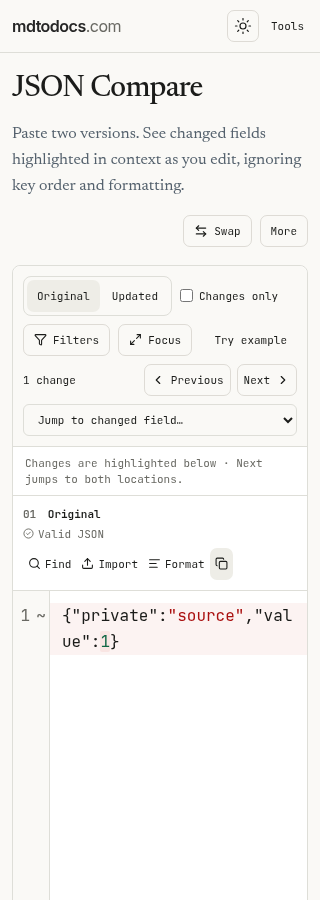 mdtodocs.com
Tools
JSON Compare
Paste two versions. See changed fields
highlighted in context as you edit, ignoring
key order and formatting.
Swap
More
Original
Updated
Changes only
Filters
Focus
Try example
1 change
Previous
Next
Jump to changed field…
Changes are highlighted below · Next
jumps to both locations.
01 Original
Valid JSON
Find
Import
Format
1 ~ {"private":"source","val
ue":1}